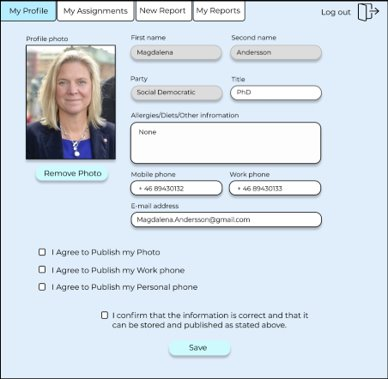 My Profile
My Assignments
New Report
My Reports
Log out
Profile photo
First name
Second name
Magdalena
Andersson
Party
Title
Social Democratic
PhD
Allergies/Diets/Other infromation
None
Remove Photo
Mobile phone
Work phone
+ 46 89430132
+ 46 89430133
E-mail address
Magdalena.Andersson@gmail.com
I Agree to Publish my Photo
I Agree to Publish my Work phone
I Agree to Publish my Personal phone
I confirm that the information is correct and that it
can be stored and published as stated above.
Save